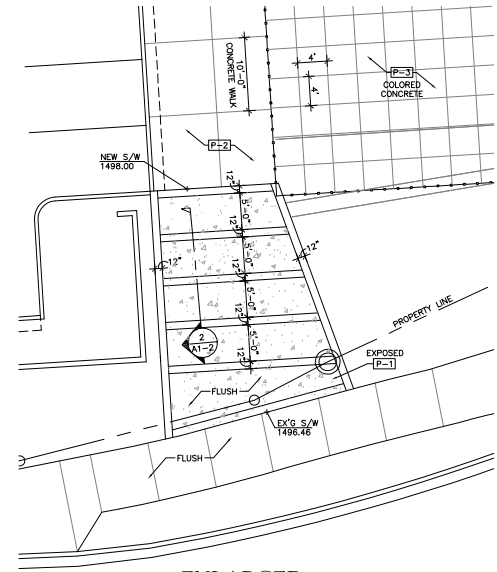 10'-0"
CONCRETE WALK
4'
4'
P-3
COLORED
CONCRETE
P-2
NEW S/W
1498.00
12"
5'-0"
12"
5'-0"
12"
12"
12"
5'-0"
12"
5'-0"
12"
2
A1-2
PROPERTY LINE
EXPOSED
P-1
FLUSH
EX'G S/W
1496.46
FLUSH